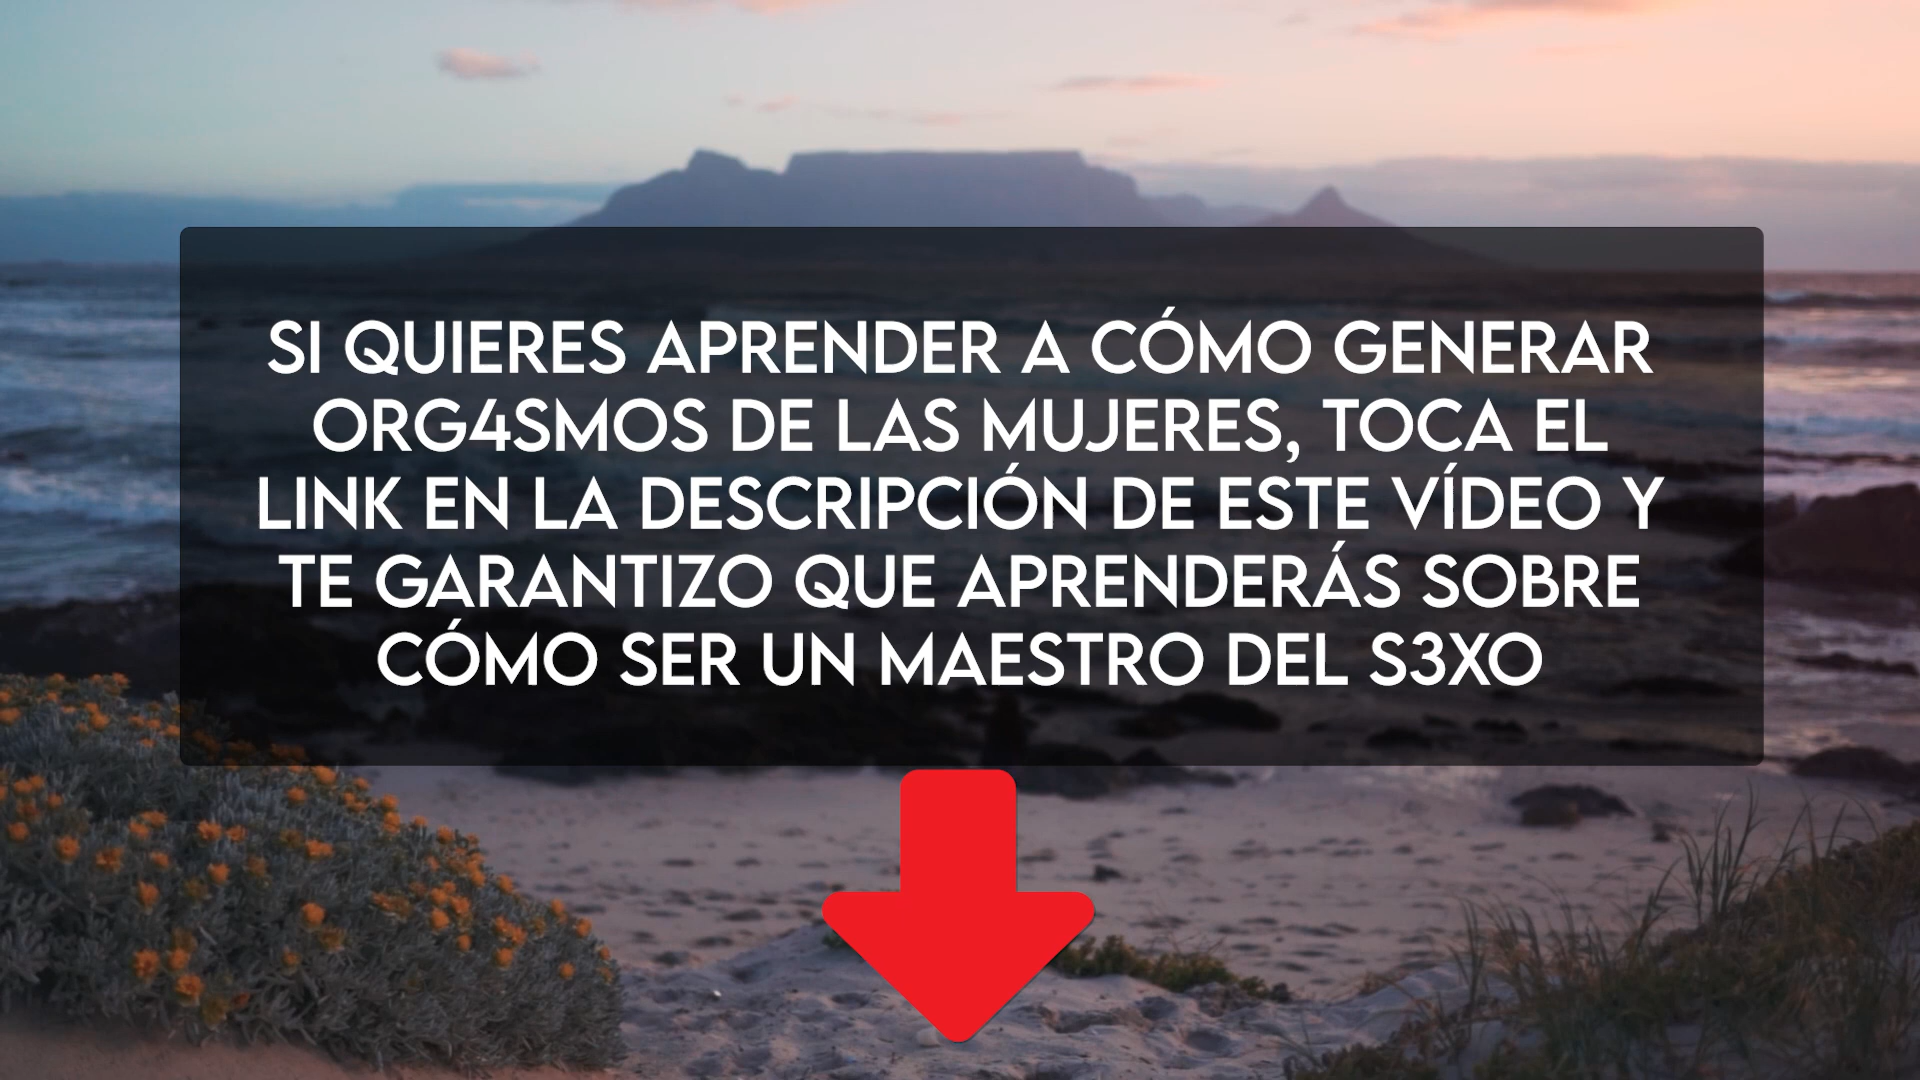 SI QUIERES APRENDER A CÓMO GENERAR
ORG4SMOS DE LAS MUJERES, TOCA EL
LINK EN LA DESCRIPCIÓN DE ESTE VÍDEO Y
TE GARANTIZO QUE APRENDERÁS SOBRE
CÓMO SER UN MAESTRO DEL S3XO